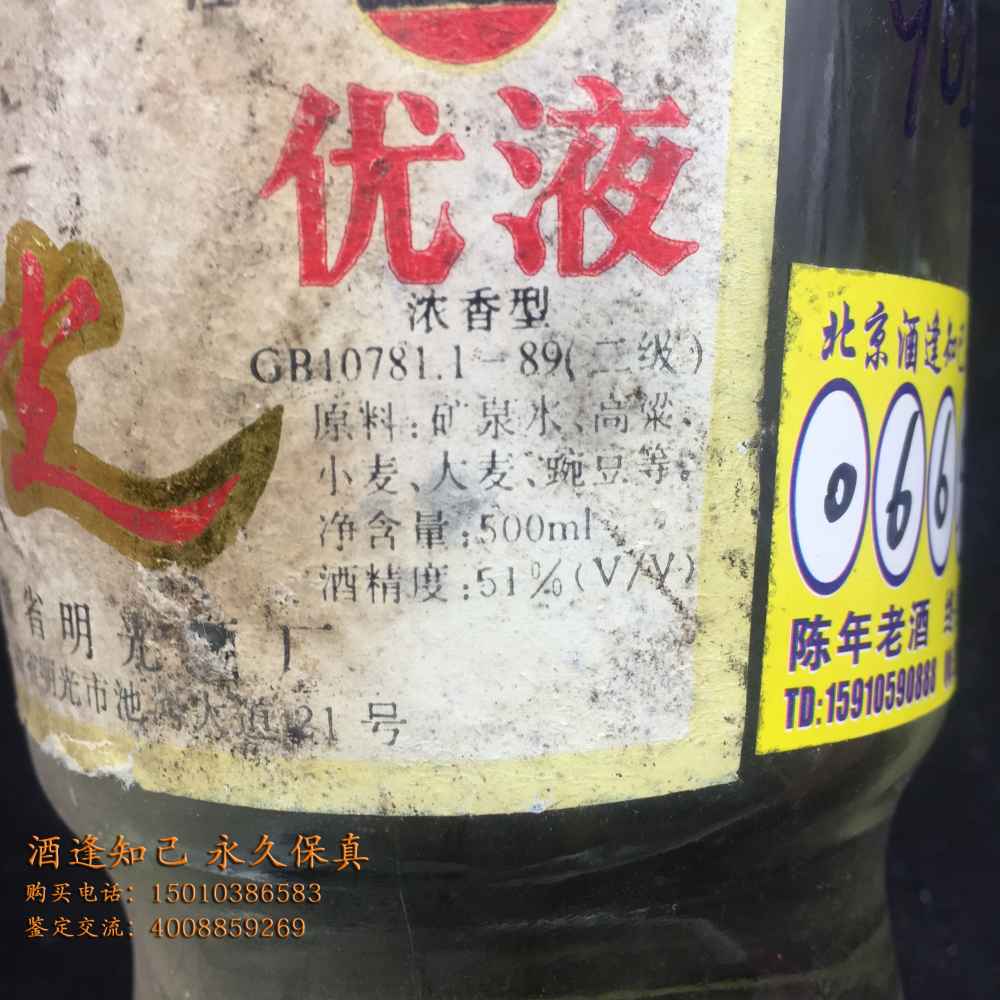 优液
浓香型
GB10781.1-89(二级)
原料:矿泉水、高粱、
小麦、大麦、豌豆等。
净含量:500ml
酒精度:51%(V/V)
省明光酒厂
明光市池 大道21号
北京酒逢知己
066
陈年老酒
TD:15910590888
酒逢知己 永久保真
购买电话：15010386583
鉴定交流：4008859269